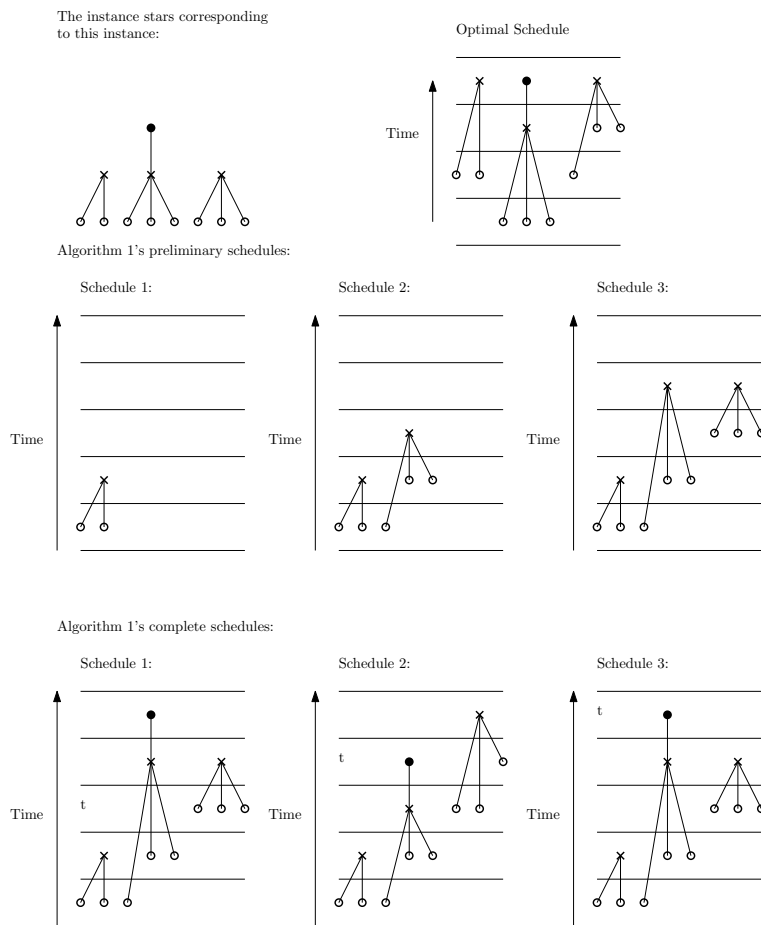 The instance stars corresponding
to this instance:
Optimal Schedule
Time
Algorithm 1's preliminary schedules:
Schedule 1:
Schedule 2:
Schedule 3:
Time
Time
Time
Algorithm 1's complete schedules:
Schedule 1:
Schedule 2:
Schedule 3:
t
t
t
Time
Time
Time